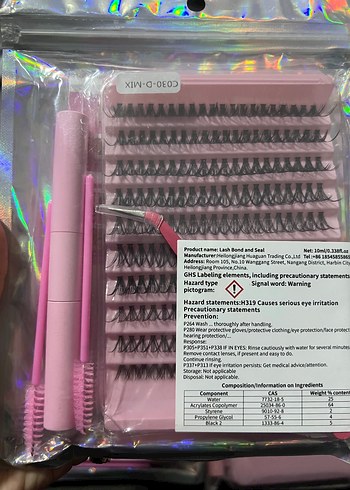 C030-D-MIX
Product name: Lash Bond and Seal Net: 10ml/0.338fl.oz
Manufacturer:Heilongjiang Huaguan Trading Co.,Ltd Tel:+86
Address: Room 105, No.10 Wanggang Street, Nangang District, Harbin City
Heilongjiang Province,China.
GHS Labeling elements, including precautionary statements
Hazard type Signal word: Warning
pictogram:
Hazard statements:H319 Causes serious eye irritation
Precautionary statements
Prevention:
P264 Wash ... thoroughly after handling.
P280 Wear protective gloves/protective clothing/eye protection/face protect
hearing protection/...
Response:
P305+P351+P338 IF IN EYES: Rinse cautiously with water for several minutes
Remove contact lenses, if present and easy to do.
Continue rinsing.
P337+P313 If eye irritation persists: Get medical advice/attention.
Storage: Not applicable
Disposal: Not applicable.
Composition/Information on Ingredients
Component CAS Weight % content
Water 7732-18-5 25
Acrylates Copolymer 25034-86-0 64
Styrene 9010-92-8 2
Propylene Glycol 57-55-6 4
Black 2 1333-86-4 5